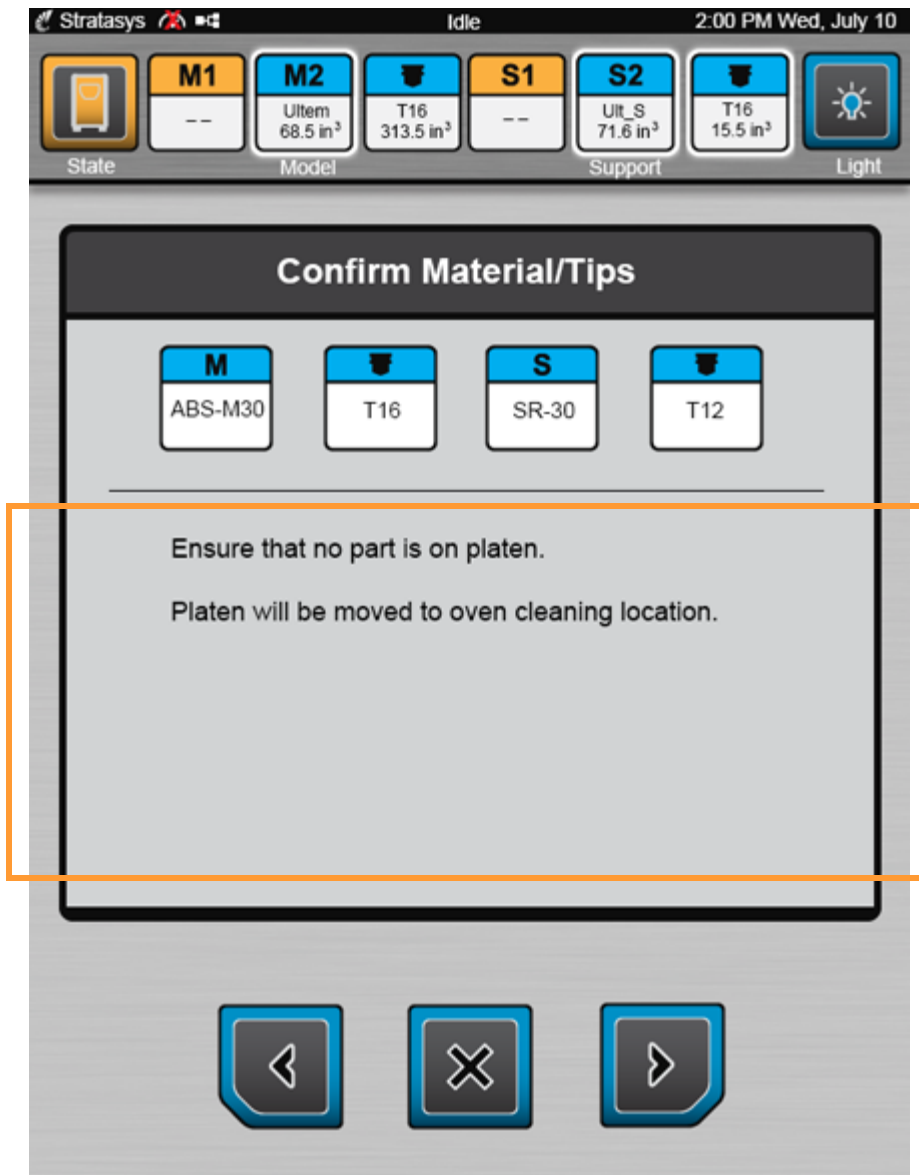 Stratasys Idle 2:00 PM Wed, July 10
M1 M2 S1 S2
-- Ultem T16 -- Ult_S T16
68.5 in³ 313.5 in³ 71.6 in³ 15.5 in³
State Model Support Light
Confirm Material/Tips
M S
ABS-M30 T16 SR-30 T12
Ensure that no part is on platen.
Platen will be moved to oven cleaning location.